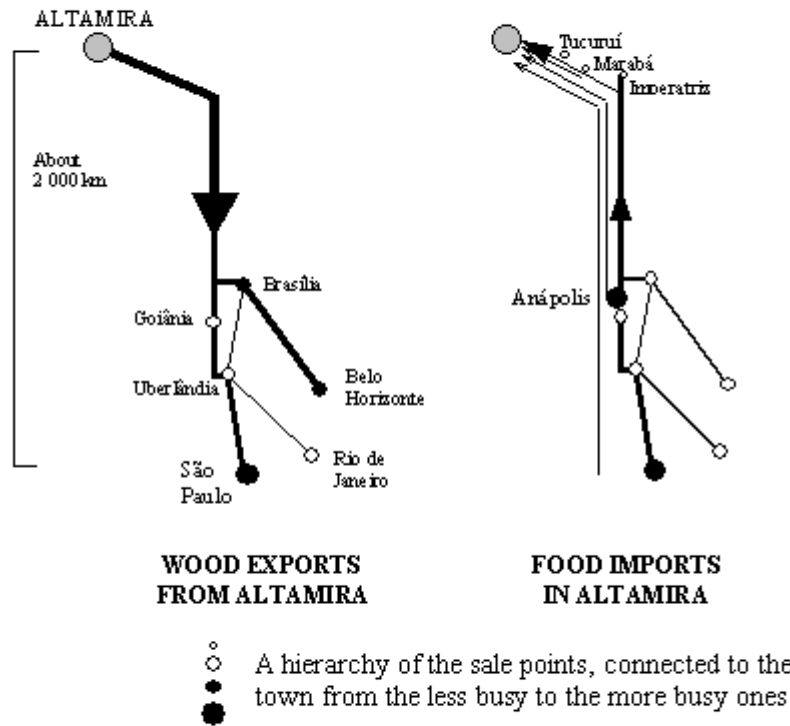 ALTAMIRA
About
2 000 km
Brasília
Goiânia
Uberlândia
Belo
Horizonte
São
Paulo
Rio de
Janeiro
WOOD EXPORTS
FROM ALTAMIRA
Tucuruí
Marabá
Imperatriz
Anápolis
FOOD IMPORTS
IN ALTAMIRA
A hierarchy of the sale points, connected to the
town from the less busy to the more busy ones